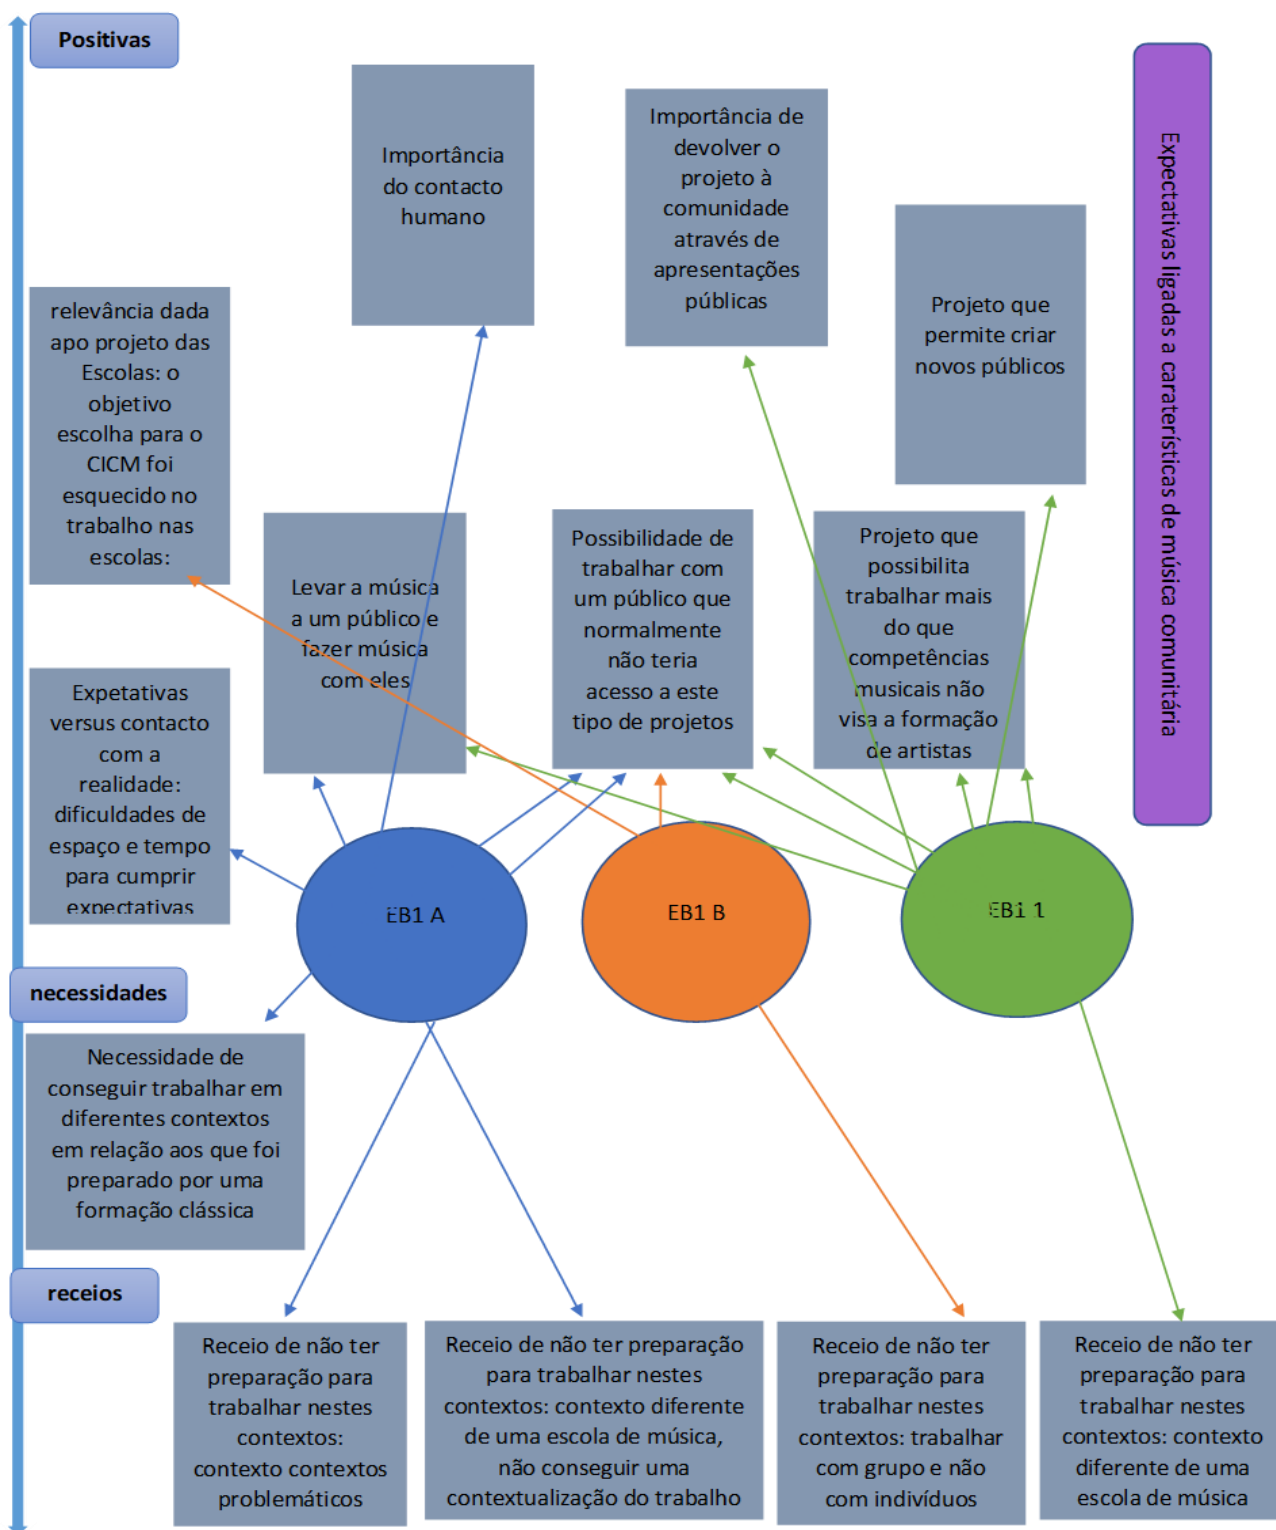 Positivas
Importância
do contacto
humano
Importância de
devolver o
projeto à
comunidade
através de
apresentações
públicas
Projeto que
permite criar
novos públicos
Expectativas ligadas a caraterísticas de música comunitária
relevância dada
apo projeto das
Escolas: o
objetivo
escolha para o
CICM foi
esquecido no
trabalho nas
escolas:
Levar a música
a um público e
fazer música
com eles
Possibilidade de
trabalhar com
um público que
normalmente
não teria
acesso a este
tipo de projetos
Projeto que
possibilita
trabalhar mais
do que
competências
musicais não
visa a formação
de artistas
Expetativas
versus contacto
com a
realidade:
dificuldades de
espaço e tempo
para cumprir
expectativas
EB1 A
EB1 B
EB1 1
necessidades
Necessidade de
conseguir trabalhar em
diferentes contextos
em relação aos que foi
preparado por uma
formação clássica
receios
Receio de não ter
preparação para
trabalhar nestes
contextos:
contexto contextos
problemáticos
Receio de não ter preparação
para trabalhar nestes
contextos: contexto diferente
de uma escola de música,
não conseguir uma
contextualização do trabalho
Receio de não ter
preparação para
trabalhar nestes
contextos: trabalhar
com grupo e não
com indivíduos
Receio de não ter
preparação para
trabalhar nestes
contextos: contexto
diferente de uma
escola de música